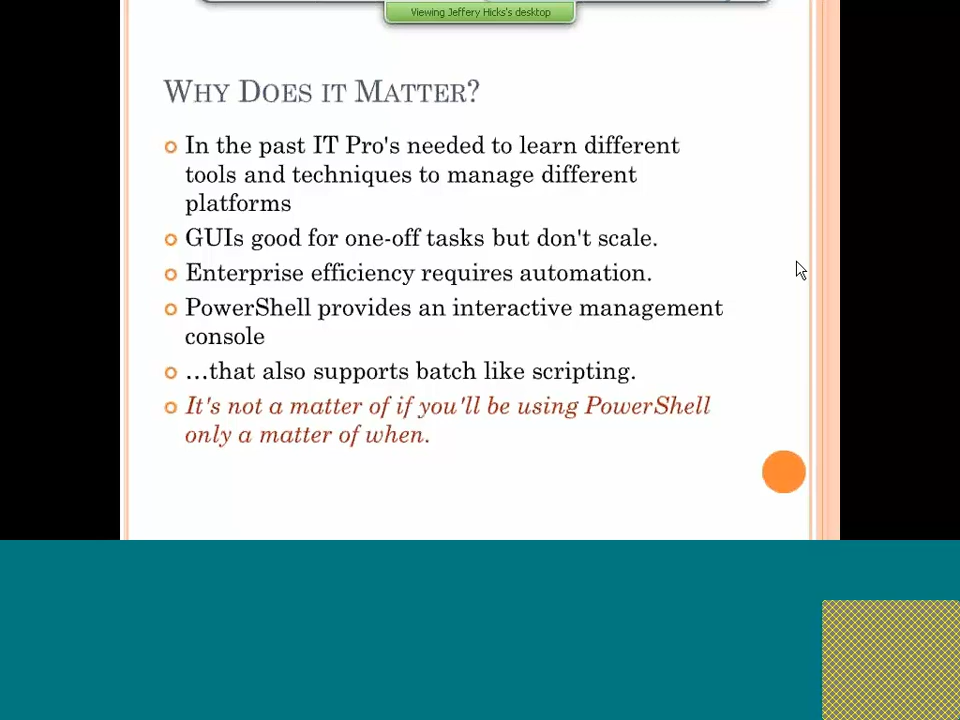 Viewing Jeffery Hicks's desktop
WHY DOES IT MATTER?
In the past IT Pro's needed to learn different
tools and techniques to manage different
platforms
GUIs good for one-off tasks but don't scale.
Enterprise efficiency requires automation.
PowerShell provides an interactive management
console
…that also supports batch like scripting.
It's not a matter of if you'll be using PowerShell
only a matter of when.